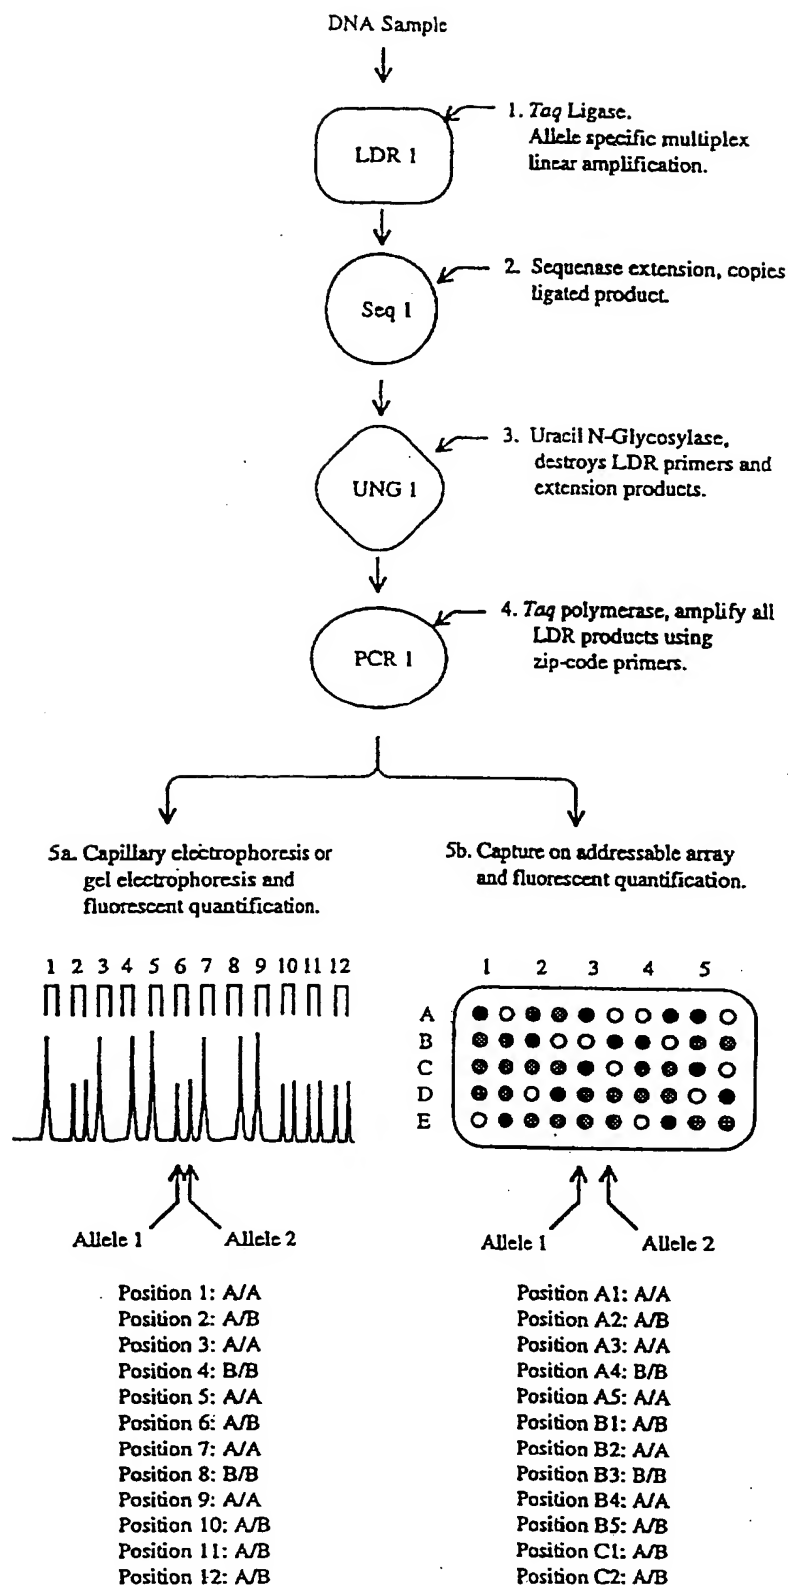 DNA Sample
LDR 1
1. Taq Ligase.
Allele specific multiplex
linear amplification.
Seq 1
2. Sequenase extension, copies
ligated product.
UNG 1
3. Uracil N-Glycosylase,
destroys LDR primers and
extension products.
PCR 1
4. Taq polymerase, amplify all
LDR products using
zip-code primers.
5a. Capillary electrophoresis or
gel electrophoresis and
fluorescent quantification.
1 2 3 4 5 6 7 8 9 10 11 12
Allele 1 Allele 2
Position 1: A/A
Position 2: A/B
Position 3: A/A
Position 4: B/B
Position 5: A/A
Position 6: A/B
Position 7: A/A
Position 8: B/B
Position 9: A/A
Position 10: A/B
Position 11: A/B
Position 12: A/B
5b. Capture on addressable array
and fluorescent quantification.
1 2 3 4 5
A
B
C
D
E
Allele 1 Allele 2
Position A1: A/A
Position A2: A/B
Position A3: A/A
Position A4: B/B
Position A5: A/A
Position B1: A/B
Position B2: A/A
Position B3: B/B
Position B4: A/A
Position B5: A/B
Position C1: A/B
Position C2: A/B